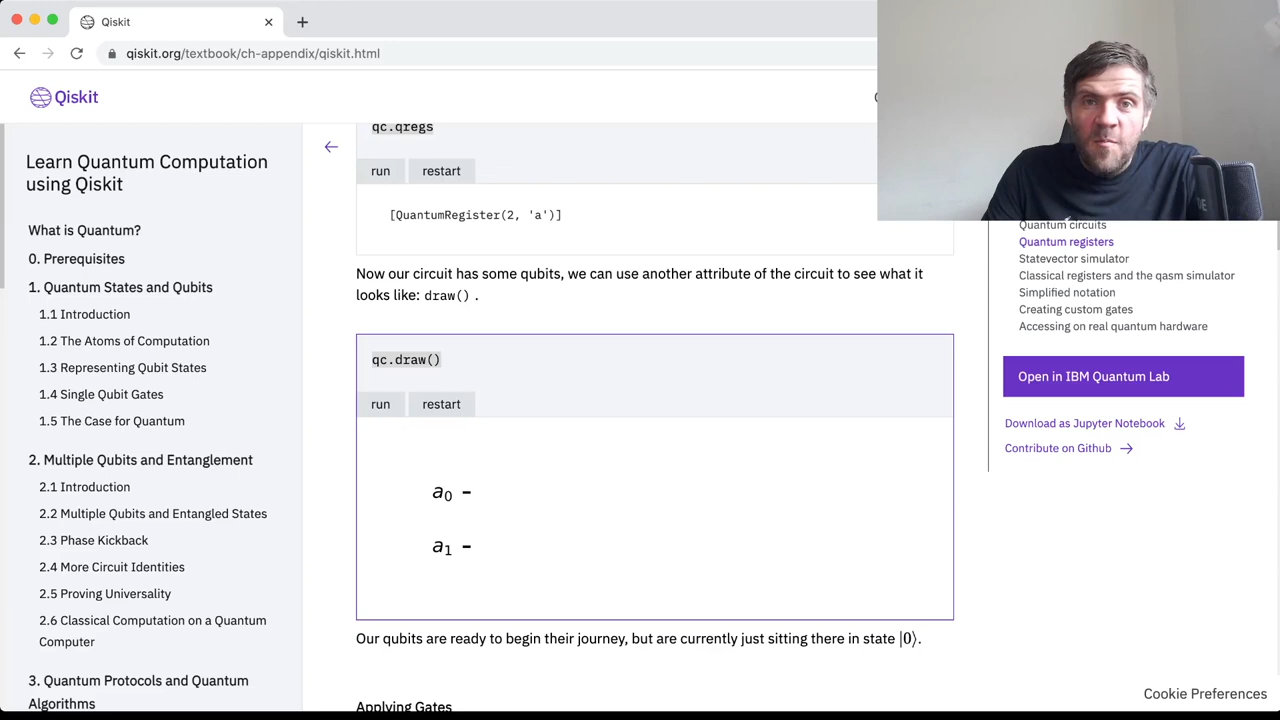 Qiskit
qiskit.org/textbook/ch-appendix/qiskit.html
Qiskit
Learn Quantum Computation
using Qiskit
What is Quantum?
0. Prerequisites
1. Quantum States and Qubits
1.1 Introduction
1.2 The Atoms of Computation
1.3 Representing Qubit States
1.4 Single Qubit Gates
1.5 The Case for Quantum
2. Multiple Qubits and Entanglement
2.1 Introduction
2.2 Multiple Qubits and Entangled States
2.3 Phase Kickback
2.4 More Circuit Identities
2.5 Proving Universality
2.6 Classical Computation on a Quantum
Computer
3. Quantum Protocols and Quantum
Algorithms
qc.qregs
run restart
[QuantumRegister(2, 'a')]
Now our circuit has some qubits, we can use another attribute of the circuit to see what it
looks like: draw() .
qc.draw()
run restart
a₀
a₁
Our qubits are ready to begin their journey, but are currently just sitting there in state |0⟩.
Applying Gates
Quantum circuits
Quantum registers
Statevector simulator
Classical registers and the qasm simulator
Simplified notation
Creating custom gates
Accessing on real quantum hardware
Open in IBM Quantum Lab
Download as Jupyter Notebook
Contribute on Github
Cookie Preferences